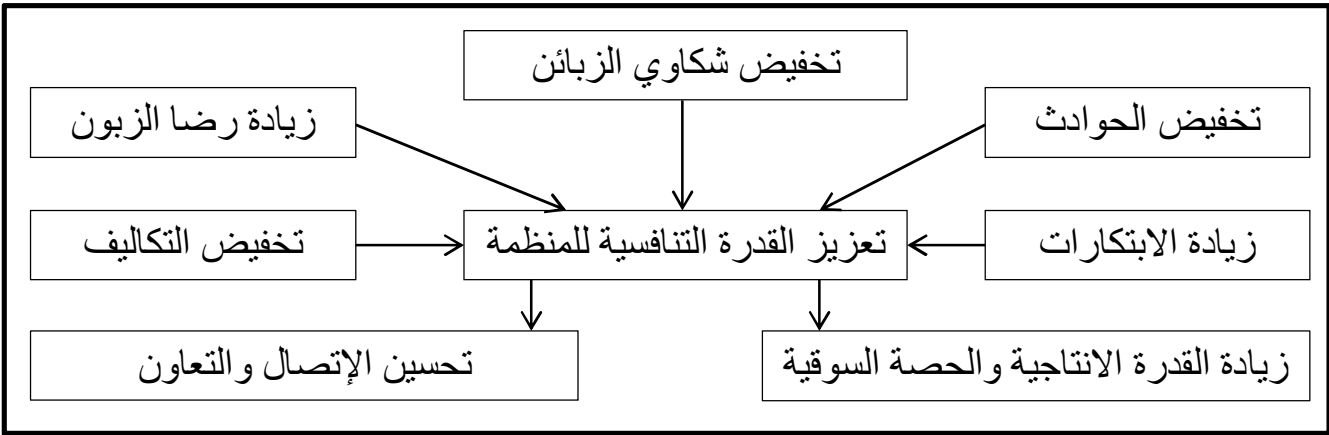 تخفيض شكاوي الزبائن
تخفيض الحوادث
زيادة رضا الزبون
زيادة الابتكارات
تعزيز القدرة التنافسية للمنظمة
تخفيض التكاليف
زيادة القدرة الانتاجية والحصة السوقية
تحسين الإتصال والتعاون